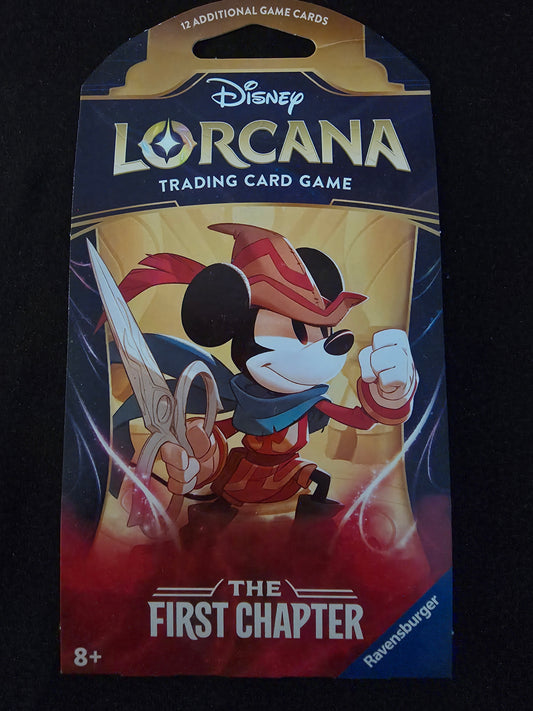 12 ADDITIONAL GAME CARDS
Disney
LORCANA
TRADING CARD GAME
THE
FIRST CHAPTER
8+
Ravensburger